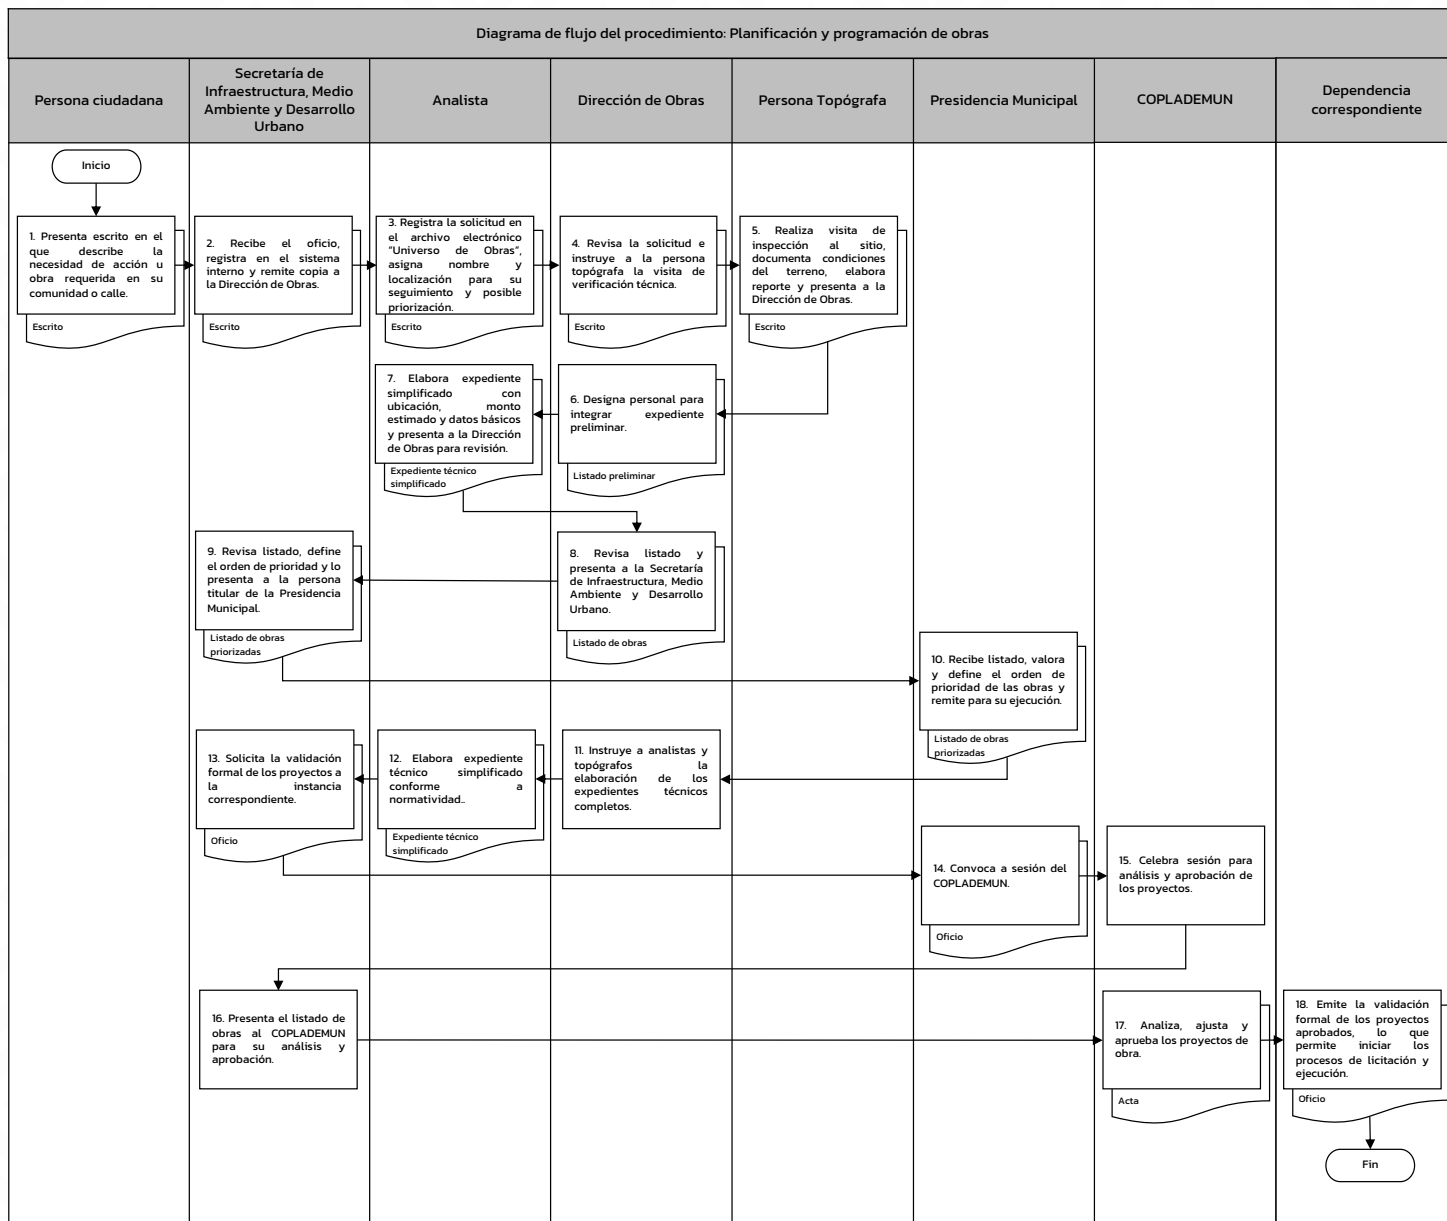 Diagrama de flujo del procedimiento: Planificación y programación de obras
Persona ciudadana
Secretaría de
Infraestructura, Medio
Ambiente y Desarrollo
Urbano
Analista
Dirección de Obras
Persona Topógrafa
Presidencia Municipal
COPLADEMUN
Dependencia
correspondiente
Inicio
1. Presenta escrito en el
que describe la
necesidad de acción u
obra requerida en su
comunidad o calle.
Escrito
2. Recibe el oficio,
registra en el sistema
interno y remite copia a
la Dirección de Obras.
Escrito
3. Registra la solicitud en
el archivo electrónico
"Universo de Obras",
asigna nombre y
localización para su
seguimiento y posible
priorización.
Escrito
4. Revisa la solicitud e
instruye a la persona
topógrafa la visita de
verificación técnica.
Escrito
5. Realiza visita de
inspección al sitio,
documenta condiciones
del terreno, elabora
reporte y presenta a la
Dirección de Obras.
Escrito
7. Elabora expediente
simplificado con
ubicación, monto
estimado y datos básicos
y presenta a la Dirección
de Obras para revisión.
Expediente técnico
simplificado
6. Designa personal para
integrar expediente
preliminar.
Listado preliminar
9. Revisa listado, define
el orden de prioridad y lo
presenta a la persona
titular de la Presidencia
Municipal.
Listado de obras
priorizadas
8. Revisa listado y
presenta a la Secretaría
de Infraestructura, Medio
Ambiente y Desarrollo
Urbano.
Listado de obras
10. Recibe listado, valora
y define el orden de
prioridad de las obras y
remite para su ejecución.
Listado de obras
priorizadas
13. Solicita la validación
formal de los proyectos a
la instancia
correspondiente.
Oficio
12. Elabora expediente
técnico simplificado
conforme a
normatividad..
Expediente técnico
simplificado
11. Instruye a analistas y
topógrafos la
elaboración de los
expedientes técnicos
completos.
14. Convoca a sesión del
COPLADEMUN.
Oficio
15. Celebra sesión para
análisis y aprobación de
los proyectos.
16. Presenta el listado de
obras al COPLADEMUN
para su análisis y
aprobación.
17. Analiza, ajusta y
aprueba los proyectos de
obra.
Acta
18. Emite la validación
formal de los proyectos
aprobados, lo que
permite iniciar los
procesos de licitación y
ejecución.
Oficio
Fin